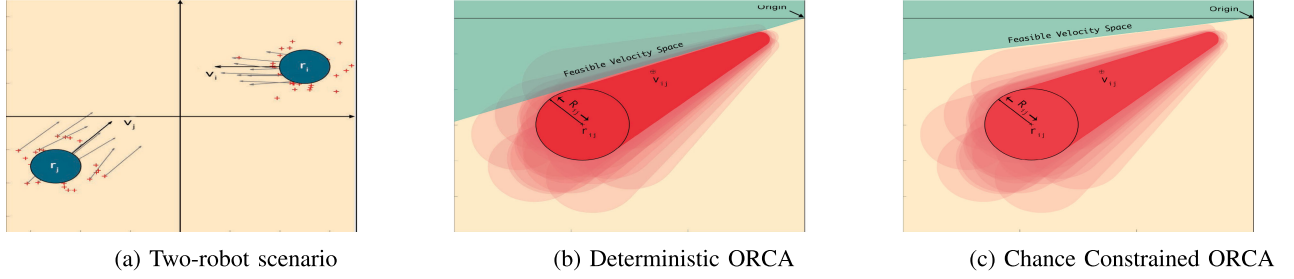 r_i
v_i
v_j
r_j
(a) Two-robot scenario
Origin
Feasible Velocity Space
v_ij
R_ij
r_ij
(b) Deterministic ORCA
Origin
Feasible Velocity Space
v_ij
R_ij
r_ij
(c) Chance Constrained ORCA